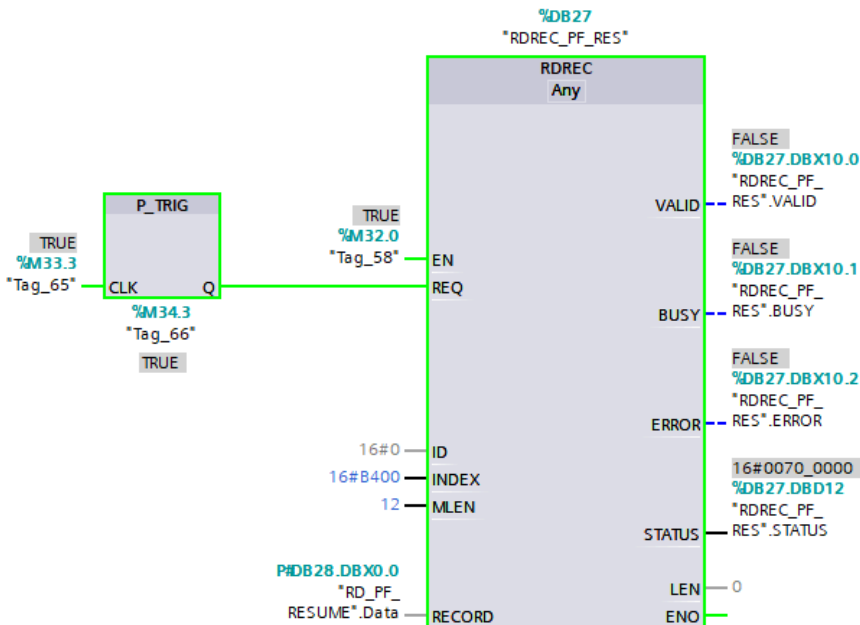 %DB27
"RDREC_PF_RES"
RDREC
Any
FALSE
%DB27.DBX10.0
"RDREC_PF_
VALID RES".VALID
P_TRIG
TRUE
%M33.3
"Tag_65"
CLK Q
%M34.3
"Tag_66"
TRUE
TRUE
%M32.0
"Tag_58"
EN
REQ
FALSE
%DB27.DBX10.1
"RDREC_PF_
BUSY RES".BUSY
FALSE
%DB27.DBX10.2
"RDREC_PF_
ERROR RES".ERROR
16#0 ID
16#B400 INDEX
12 MLEN
16#0070_0000
%DB27.DBD12
"RDREC_PF_
STATUS RES".STATUS
P#DB28.DBX0.0
"RD_PF_
RESUME".Data RECORD
LEN 0
ENO